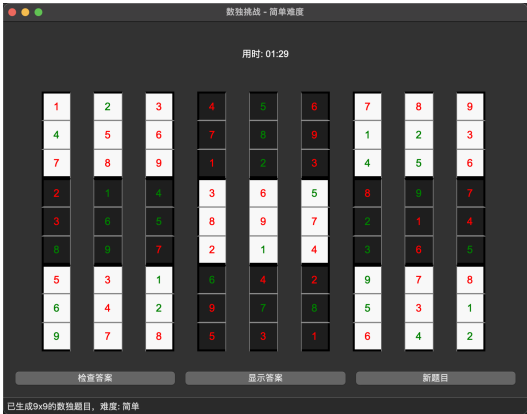 数独挑战 - 简单难度
用时: 01:29
1 2 3 4 5 6 7 8 9
4 5 6 7 8 9 1 2 3
7 8 9 1 2 3 4 5 6
2 1 4 3 6 5 8 9 7
3 6 5 8 9 7 2 1 4
8 9 7 2 1 4 3 6 5
5 3 1 6 4 2 9 7 8
6 4 2 9 7 8 5 3 1
9 7 8 5 3 1 6 4 2
检查答案 显示答案 新题目
已生成9x9的数独题目，难度: 简单